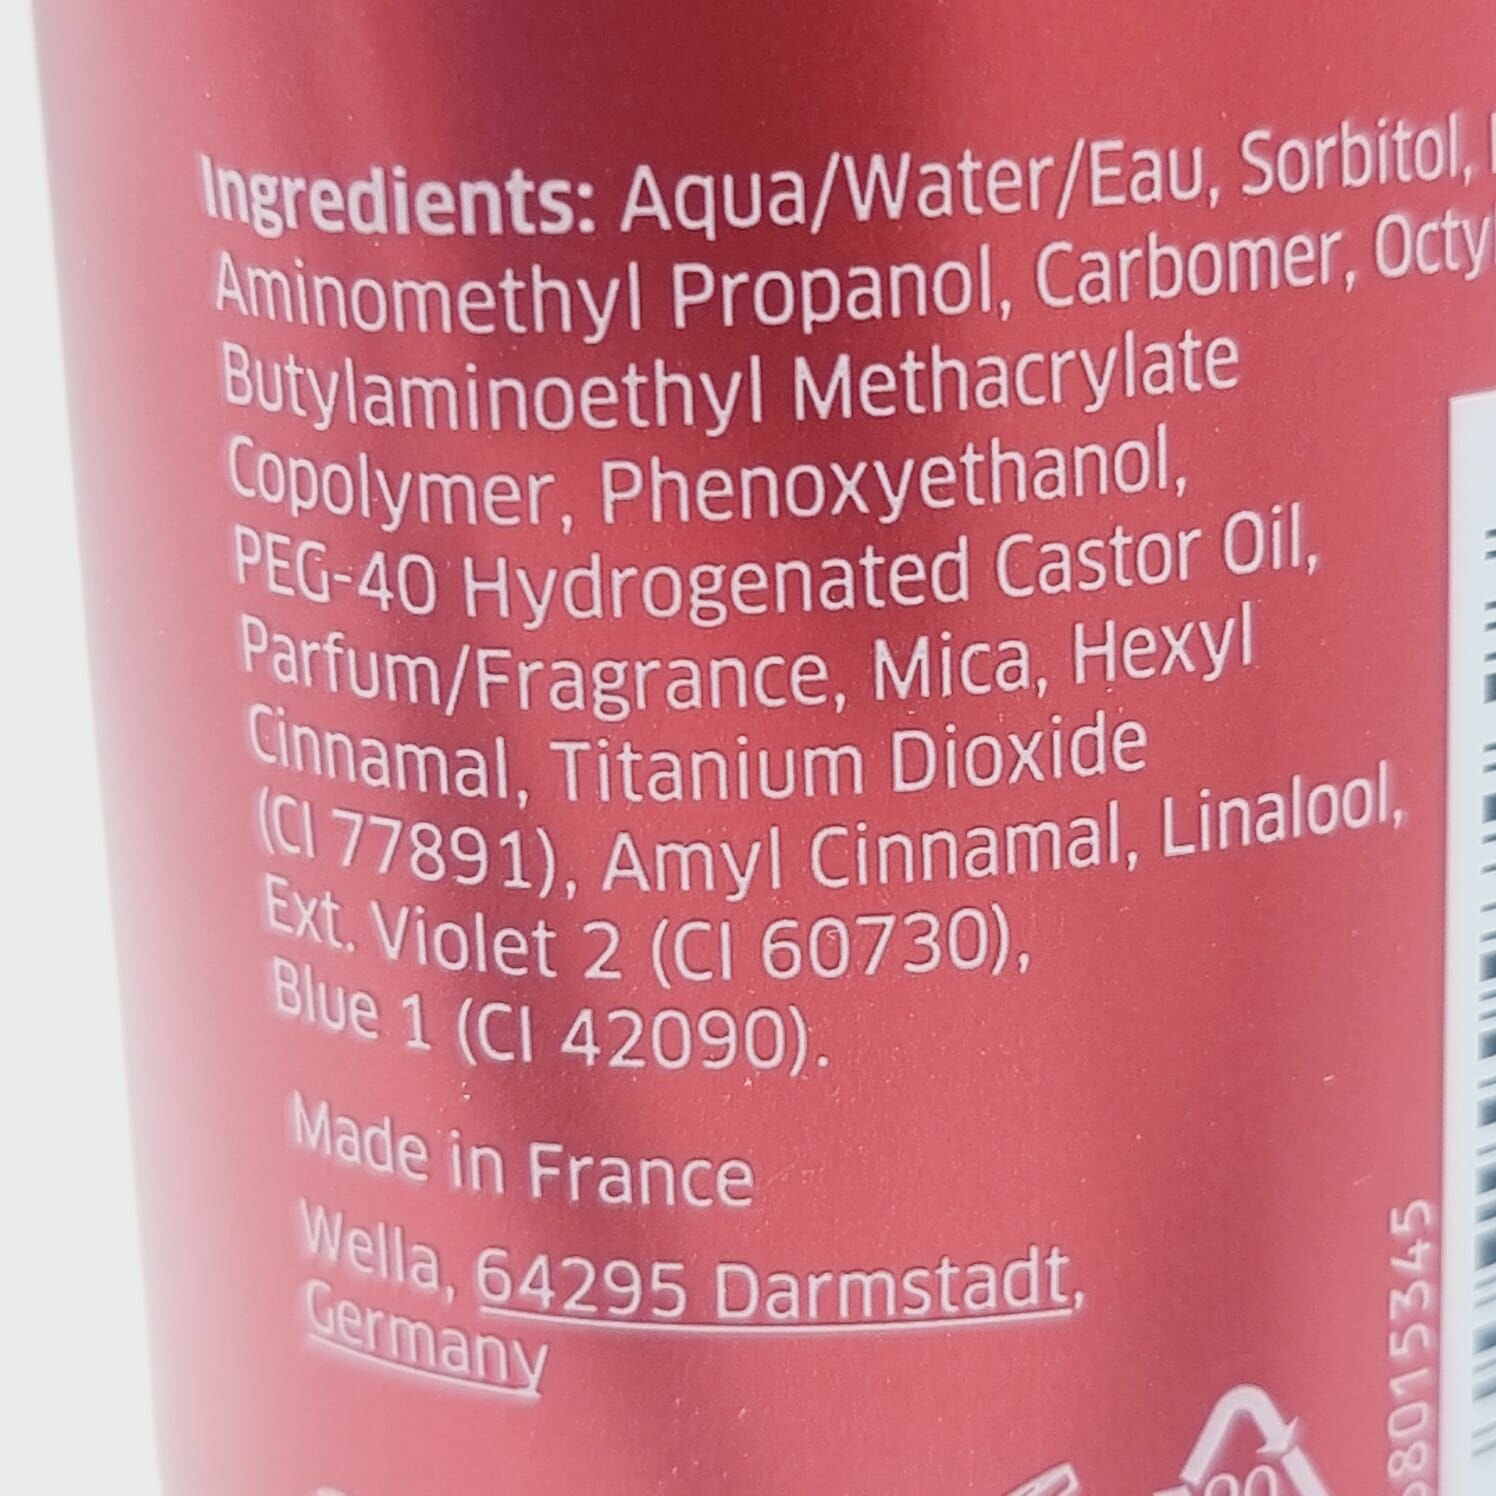 Ingredients: Aqua/Water/Eau, Sorbitol,
Aminomethyl Propanol, Carbomer,
Butylaminoethyl Methacrylate
Copolymer, Phenoxyethanol,
PEG-40 Hydrogenated Castor Oil,
Parfum/Fragrance, Mica, Hexyl
Cinnamal, Titanium Dioxide
(CI 77891), Amyl Cinnamal, Linalool,
Ext. Violet 2 (CI 60730),
Blue 1 (CI 42090).
Made in France
Wella, 64295 Darmstadt,
Germany